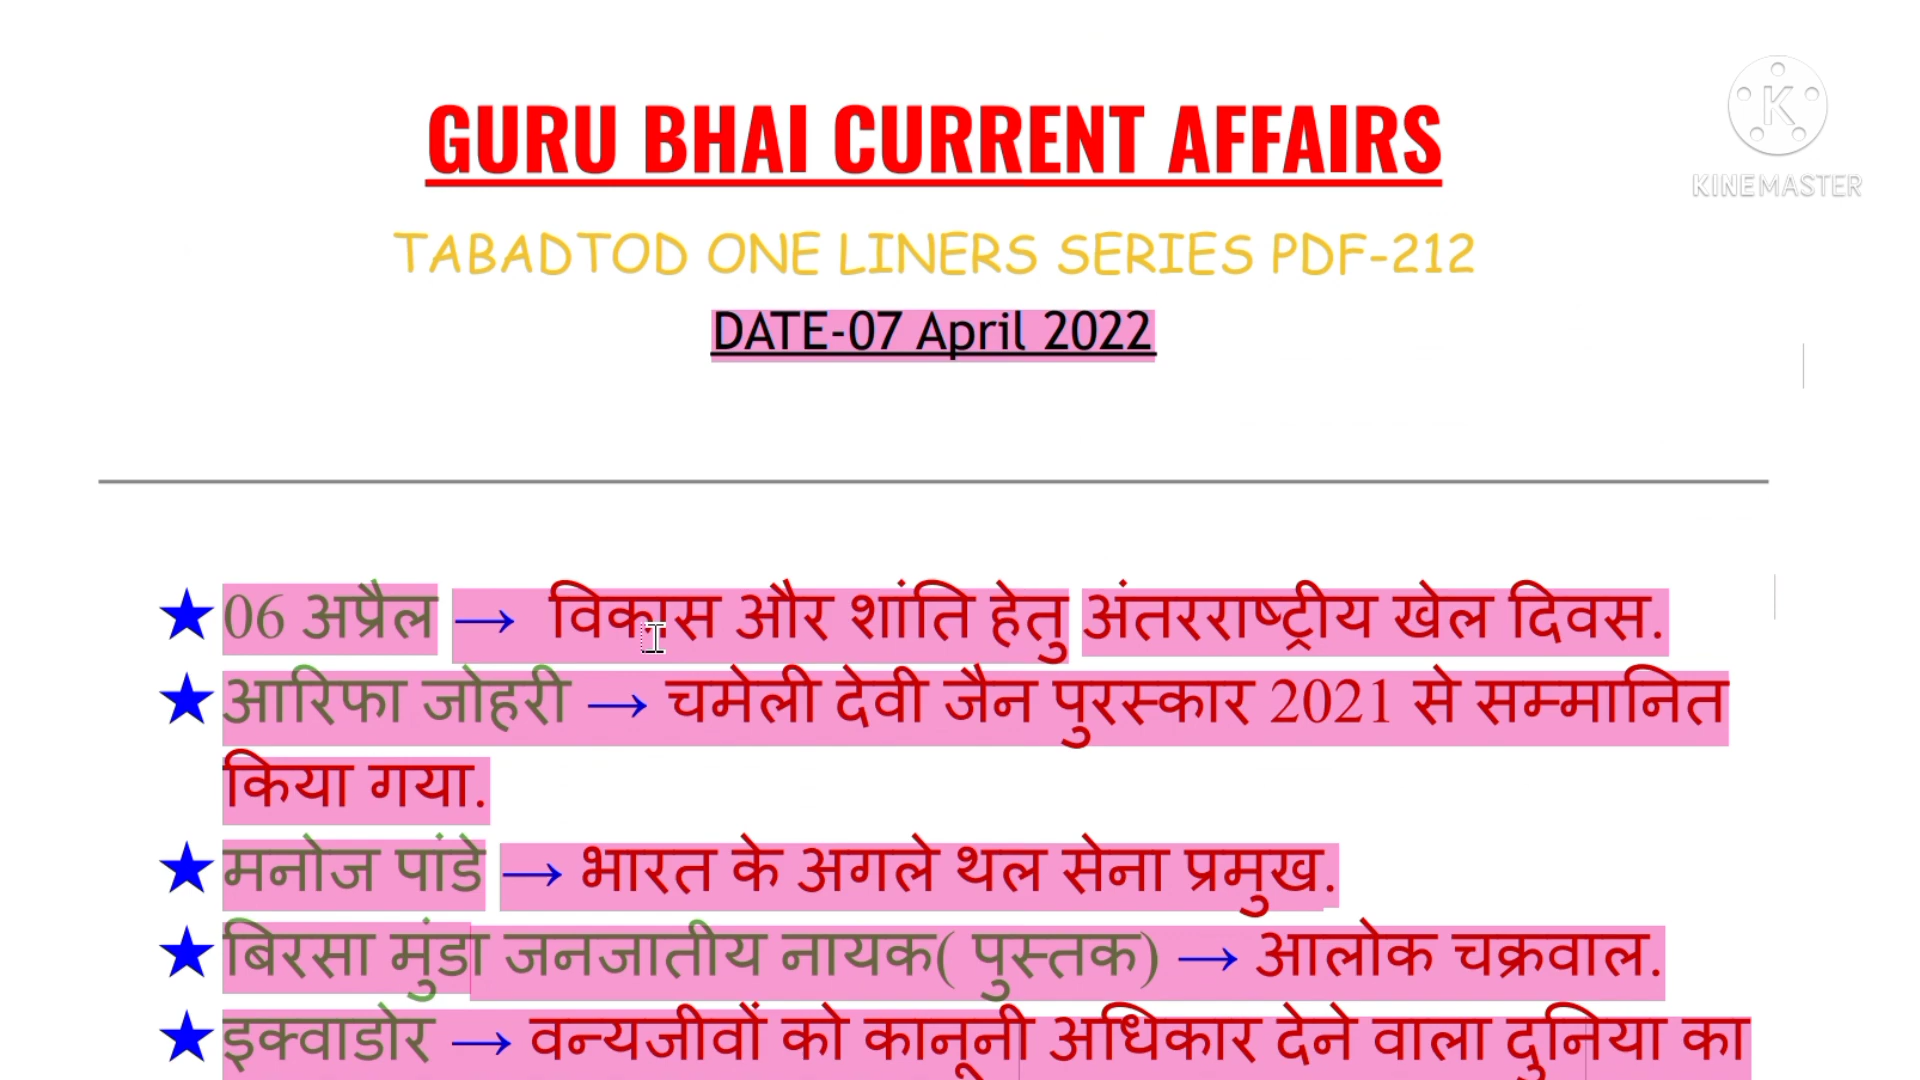 GURU BHAI CURRENT AFFAIRS
KINEMASTER
TABADTOD ONE LINERS SERIES PDF-212
DATE-07 April 2022
★ 06 अप्रैल → विकास और शांति हेतु अंतरराष्ट्रीय खेल दिवस.
★ आरिफा जोहरी → चमेली देवी जैन पुरस्कार 2021 से सम्मानित
किया गया.
★ मनोज पांडे → भारत के अगले थल सेना प्रमुख.
★ बिरसा मुंडा जनजातीय नायक( पुस्तक) → आलोक चक्रवाल.
★ इक्वाडोर → वन्यजीवों को कानूनी अधिकार देने वाला दुनिया का